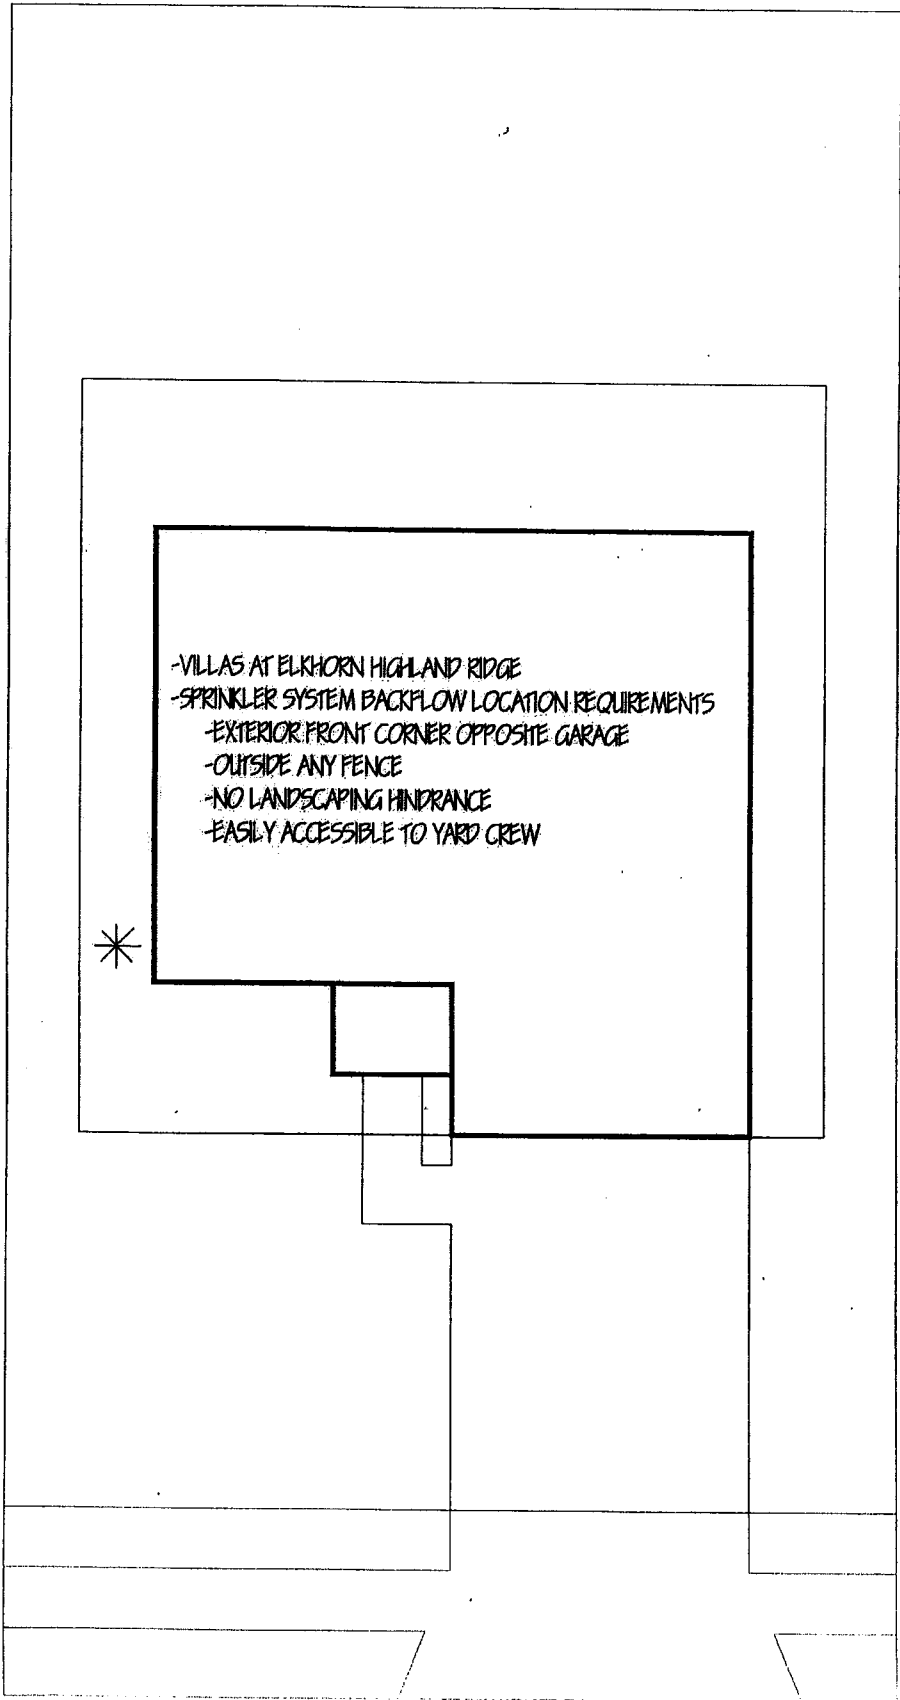 -VILLAS AT ELKHORN HIGHLAND RIDGE
-SPRINKLER SYSTEM BACKFLOW LOCATION REQUIREMENTS
-EXTERIOR FRONT CORNER OPPOSITE GARAGE
-OUTSIDE ANY FENCE
-NO LANDSCAPING HINDRANCE
-EASILY ACCESSIBLE TO YARD CREW